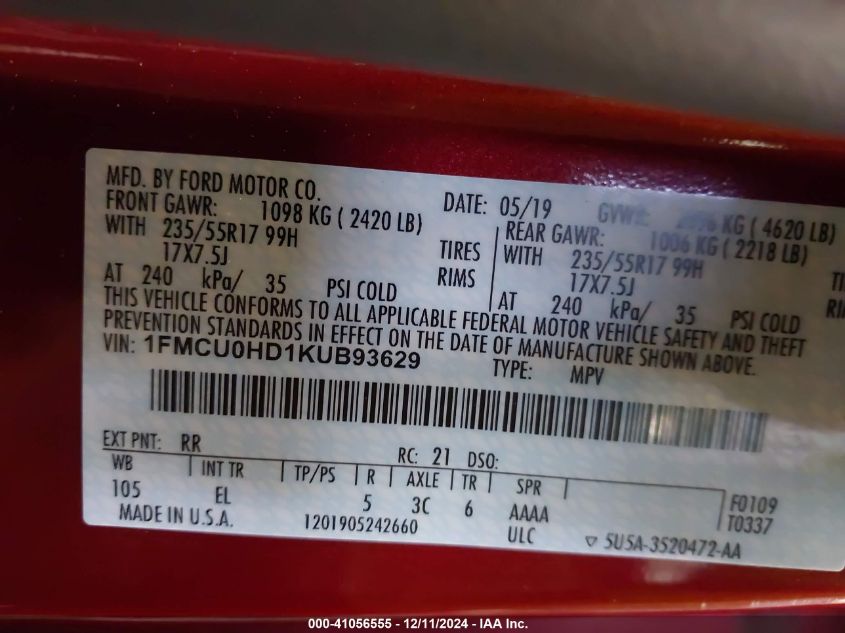 MFD. BY FORD MOTOR CO.
DATE: 05/19
GVWR: KG ( 4620 LB)
FRONT GAWR: 1098 KG ( 2420 LB)
REAR GAWR: 1006 KG ( 2218 LB)
WITH 235/55R17 99H TIRES
WITH 235/55R17 99H
17X7.5J RIMS
17X7.5J
AT 240 kPa/ 35 PSI COLD
AT 240 kPa/ 35 PSI COLD
THIS VEHICLE CONFORMS TO ALL APPLICABLE FEDERAL MOTOR VEHICLE SAFETY AND THEFT
PREVENTION STANDARDS IN EFFECT ON THE DATE OF MANUFACTURE SHOWN ABOVE.
VIN: 1FMCU0HD1KUB93629
TYPE: MPV
EXT PNT: RR RC: 21 DSO:
WB INT TR TP/PS R AXLE TR SPR
105 EL 5 3C 6 AAAA
F0109
T0337
MADE IN U.S.A. 1201905242660 ULC
▽ 5U5A-3520472-AA
000-41056555 - 12/11/2024 - IAA Inc.